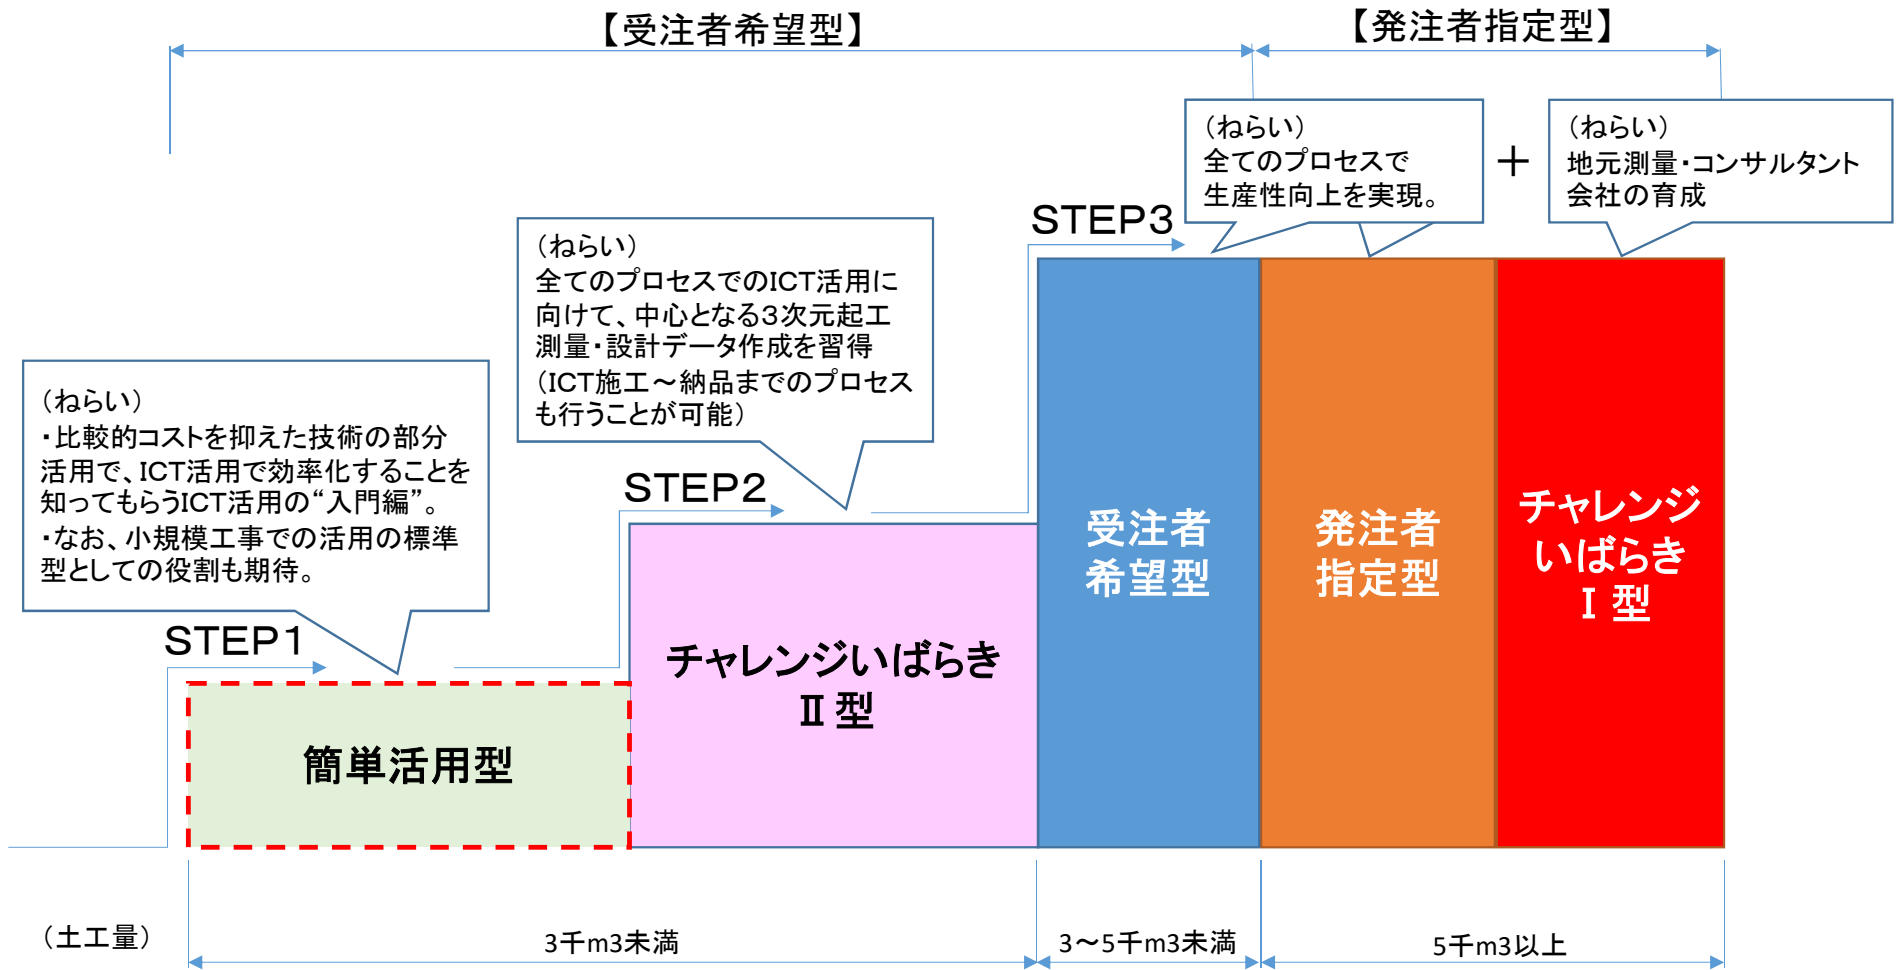 【受注者希望型】
【発注者指定型】
（ねらい）
全てのプロセスで
生産性向上を実現。
＋
（ねらい）
地元測量・コンサルタント
会社の育成
STEP3
（ねらい）
全てのプロセスでのICT活用に
向けて、中心となる３次元起工
測量・設計データ作成を習得
（ICT施工～納品までのプロセス
も行うことが可能）
（ねらい）
・比較的コストを抑えた技術の部分
活用で、ICT活用で効率化することを
知ってもらうICT活用の“入門編”。
・なお、小規模工事での活用の標準
型としての役割も期待。
STEP2
STEP1
簡単活用型
チャレンジいばらき
Ⅱ型
受注者
希望型
発注者
指定型
チャレンジ
いばらき
Ⅰ型
（土工量）
3千m3未満
3～5千m3未満
5千m3以上